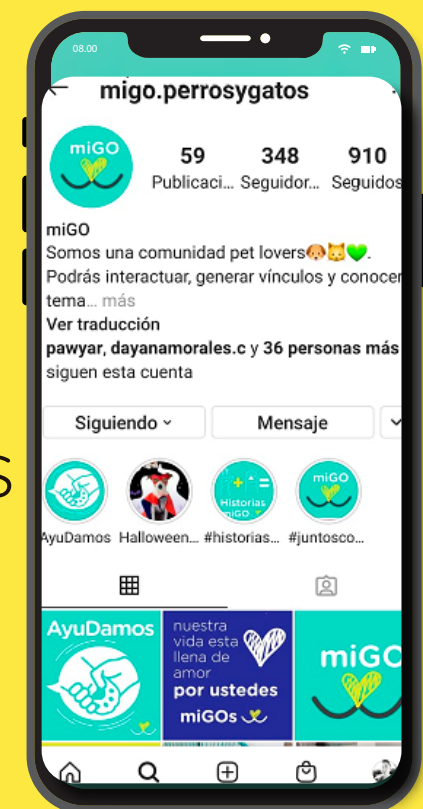 S
08.00
migo.perrosygatos
miGO
59 348 910
Publicaci... Seguidor... Seguidos
miGO
Somos una comunidad pet lovers🐶🐱💚.
Podrás interactuar, generar vínculos y conocer
tema... más
Ver traducción
pawyar, dayanamorales.c y 36 personas más
siguen esta cuenta
Siguiendo Mensaje
Historias
miGO
miGO
AyuDamos Halloween... #historias... #juntosco...
AyuDamos
nuestra
vida esta
llena de
amor
por ustedes
miGOs
miGO